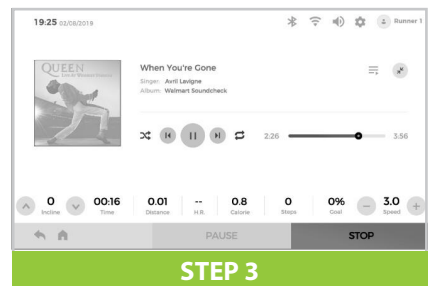 19:25 02/08/2019
Runner 1
QUEEN
When You're Gone
Singer: Avril Lavigne
Album: Walmart Soundcheck
2:26
3:56
0 00:16 0.01 -- 0.8 0 0% 3.0
Incline Time Distance H.R. Calorie Steps Goal Speed
PAUSE STOP
STEP 3